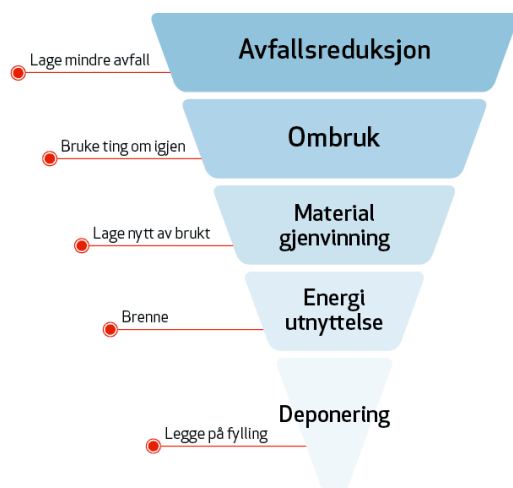 Avfallsreduksjon
Lage mindre avfall
Ombruk
Bruke ting om igjen
Material
gjenvinning
Lage nytt av brukt
Energi
utnyttelse
Brenne
Deponering
Legge på fylling